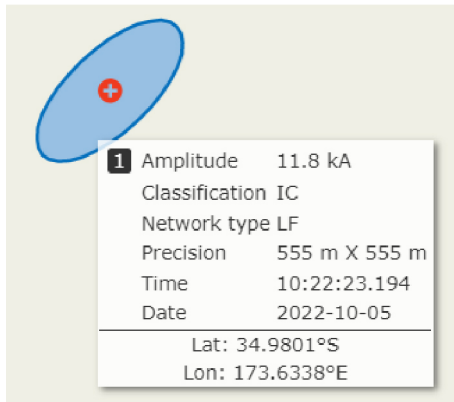 1 Amplitude 11.8 kA
Classification IC
Network type LF
Precision 555 m X 555 m
Time 10:22:23.194
Date 2022-10-05
Lat: 34.9801°S
Lon: 173.6338°E